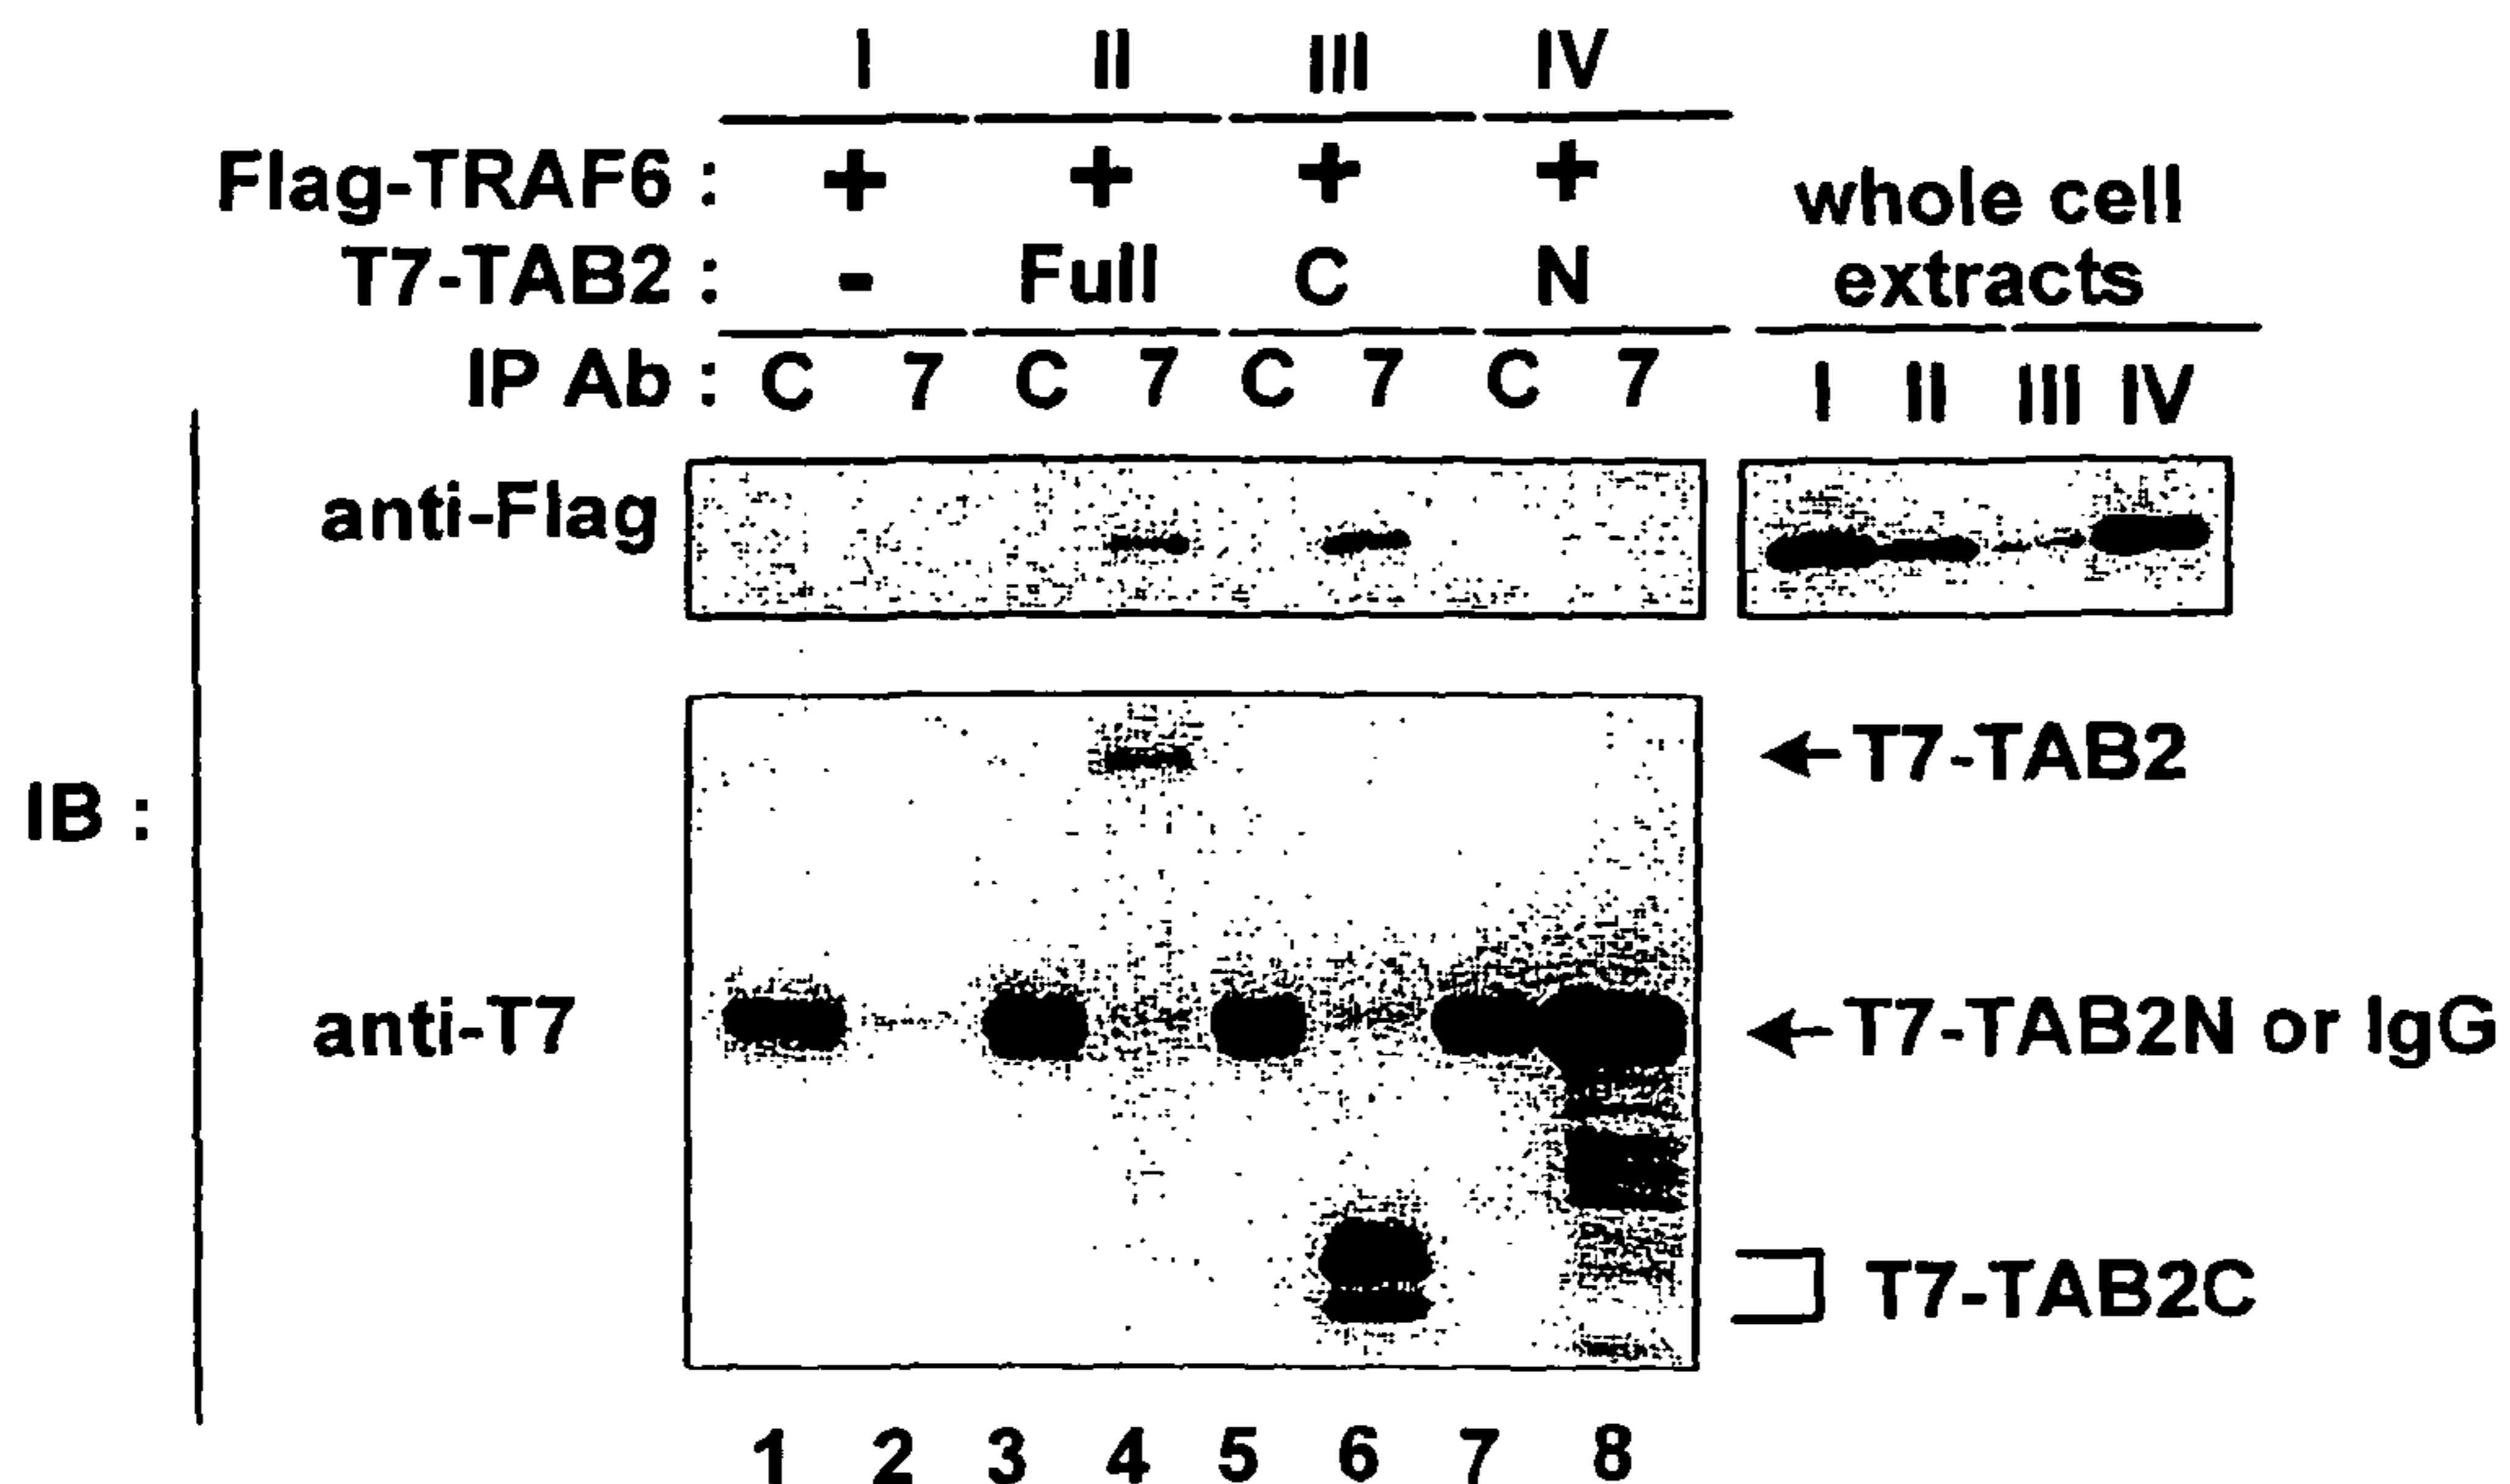 I II III IV
Flag-TRAF6 : + + + +
T7-TAB2 : - Full C N
whole cell
extracts
IP Ab : C 7 C 7 C 7 C 7
I II III IV
anti-Flag
T7-TAB2
IB :
anti-T7
T7-TAB2N or IgG
T7-TAB2C
1 2 3 4 5 6 7 8